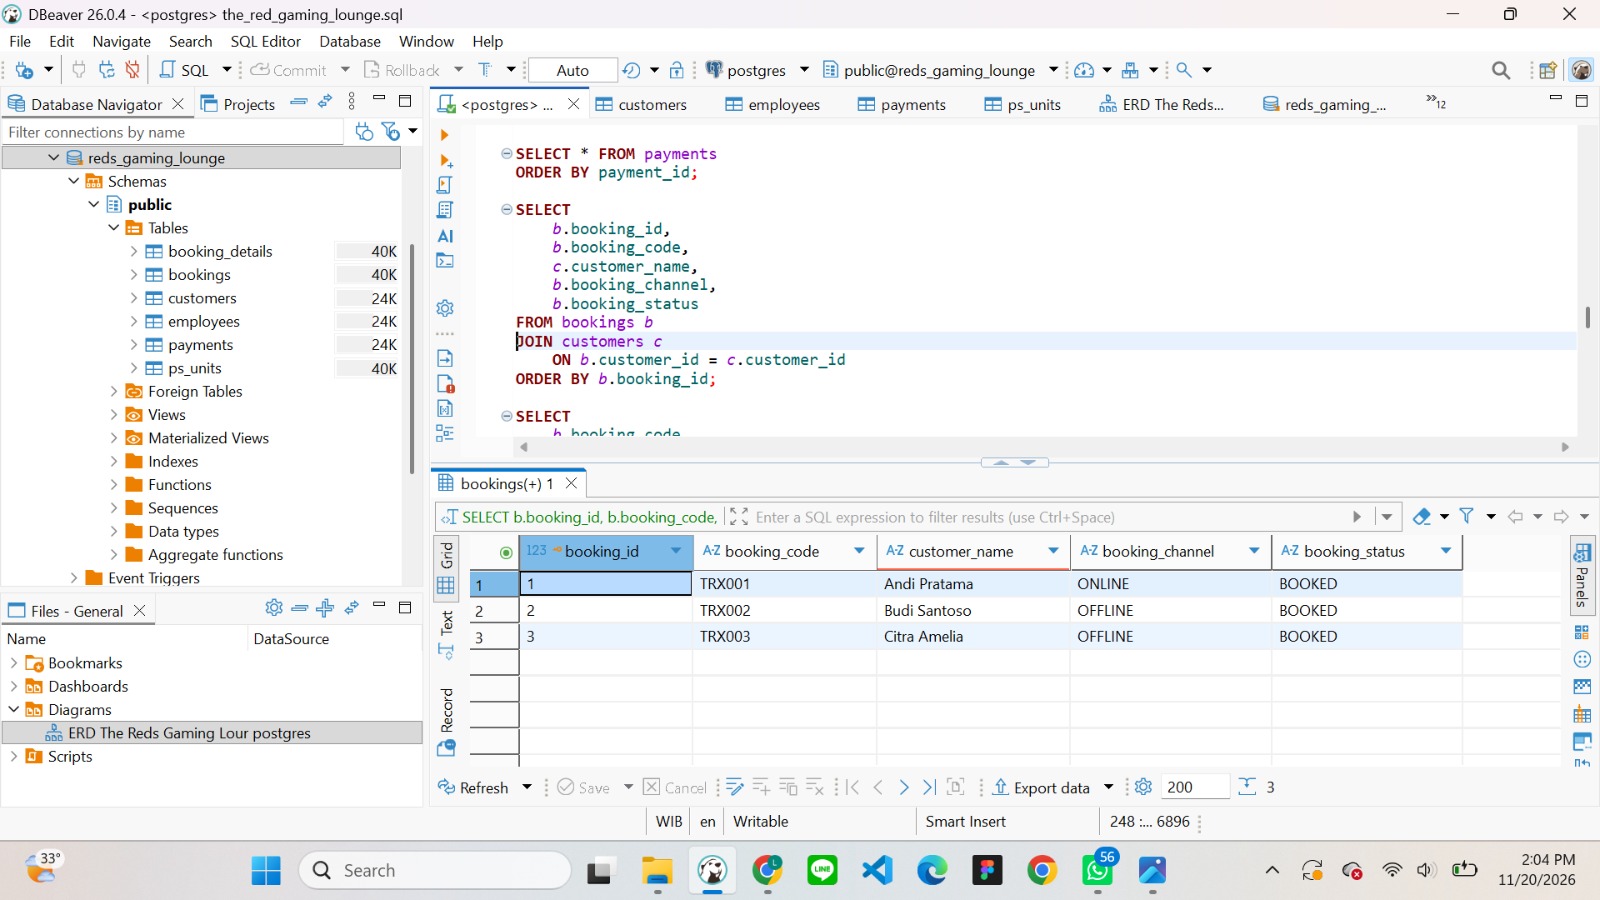 DBeaver 26.0.4 - <postgres> the_red_gaming_lounge.sql
File Edit Navigate Search SQL Editor Database Window Help
SQL Commit Rollback T Auto postgres public@reds_gaming_lounge
Database Navigator Projects
<postgres> ... customers employees payments ps_units ERD The Reds... reds_gaming_... »12
Filter connections by name
reds_gaming_lounge
Schemas
public
Tables
booking_details 40K
bookings 40K
customers 24K
employees 24K
payments 24K
ps_units 40K
Foreign Tables
Views
Materialized Views
Indexes
Functions
Sequences
Data types
Aggregate functions
Event Triggers
AI
SELECT * FROM payments
ORDER BY payment_id;
SELECT
b.booking_id,
b.booking_code,
c.customer_name,
b.booking_channel,
b.booking_status
FROM bookings b
JOIN customers c
ON b.customer_id = c.customer_id
ORDER BY b.booking_id;
SELECT
b.booking_code
Files - General
Name DataSource
Bookmarks
Dashboards
Diagrams
ERD The Reds Gaming Lour postgres
Scripts
bookings(+) 1
SELECT b.booking_id, b.booking_code, Enter a SQL expression to filter results (use Ctrl+Space)
Grid
Text
Record
Panels
123 booking_id A-Z booking_code A-Z customer_name A-Z booking_channel A-Z booking_status
1 1 TRX001 Andi Pratama ONLINE BOOKED
2 2 TRX002 Budi Santoso OFFLINE BOOKED
3 3 TRX003 Citra Amelia OFFLINE BOOKED
Refresh Save Cancel Export data 200 3
WIB en Writable Smart Insert 248 :... 6896
33° Search LINE 56 2:04 PM
11/20/2026